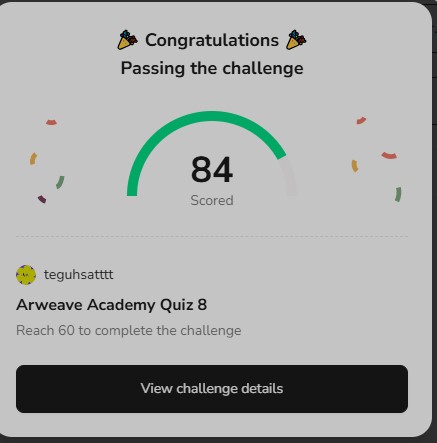 Congratulations
Passing the challenge
84
Scored
teguhsatttt
Arweave Academy Quiz 8
Reach 60 to complete the challenge
View challenge details